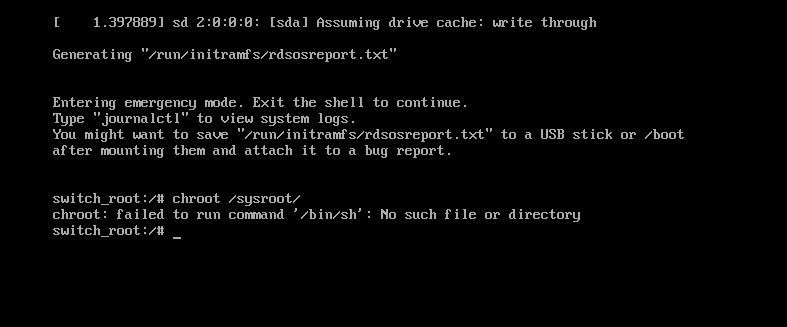 [    1.397889] sd 2:0:0:0: [sda] Assuming drive cache: write through
Generating "/run/initramfs/rdsosreport.txt"
Entering emergency mode. Exit the shell to continue.
Type "journalctl" to view system logs.
You might want to save "/run/initramfs/rdsosreport.txt" to a USB stick or /boot
after mounting them and attach it to a bug report.
switch_root:/# chroot /sysroot/
chroot: failed to run command '/bin/sh': No such file or directory
switch_root:/# _